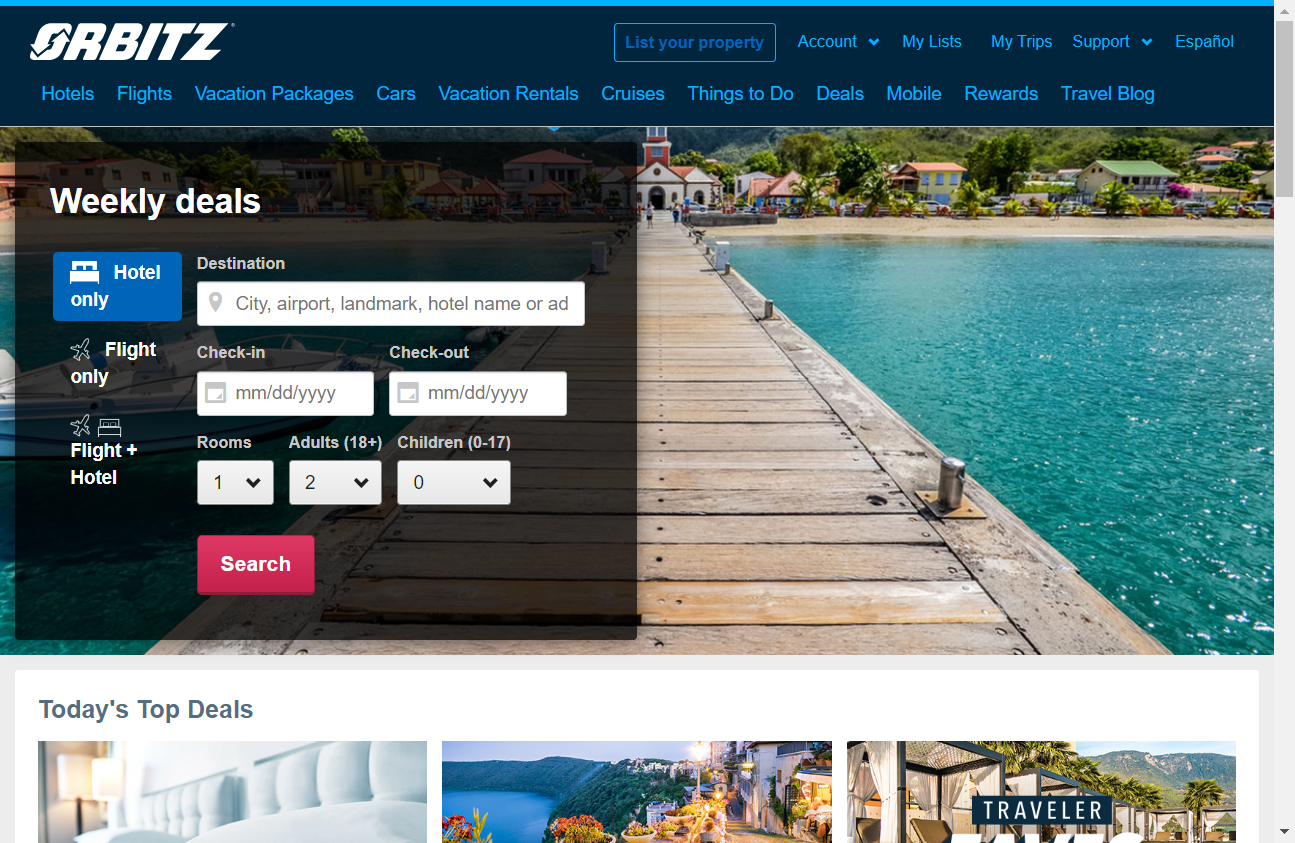 ORBITZ
List your property
Account
My Lists
My Trips
Support
Español
Hotels
Flights
Vacation Packages
Cars
Vacation Rentals
Cruises
Things to Do
Deals
Mobile
Rewards
Travel Blog
Weekly deals
Hotel
only
Flight
only
Flight +
Hotel
Destination
City, airport, landmark, hotel name or ad
Check-in
Check-out
mm/dd/yyyy
mm/dd/yyyy
Rooms
Adults (18+)
Children (0-17)
1
2
0
Search
Today's Top Deals
TRAVELER